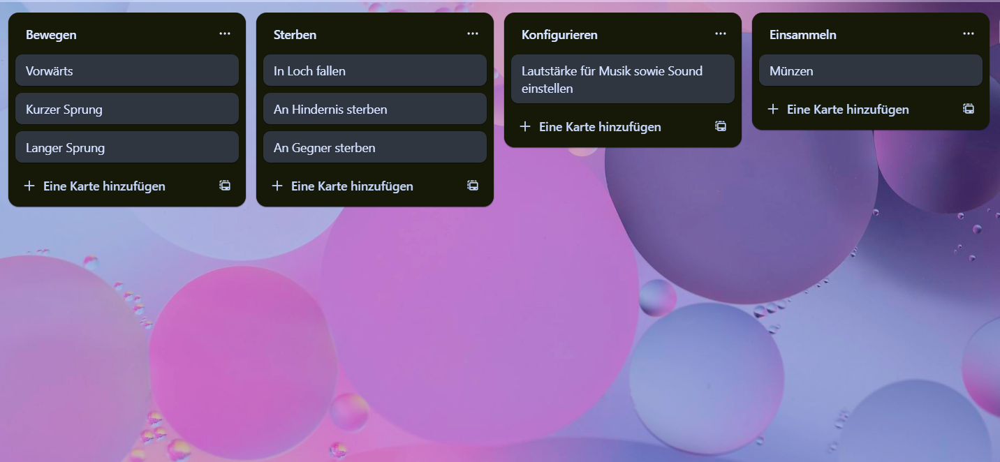 Bewegen
Vorwärts
Kurzer Sprung
Langer Sprung
Eine Karte hinzufügen
Sterben
In Loch fallen
An Hindernis sterben
An Gegner sterben
Eine Karte hinzufügen
Konfigurieren
Lautstärke für Musik sowie Sound
einstellen
Eine Karte hinzufügen
Einsammeln
Münzen
Eine Karte hinzufügen